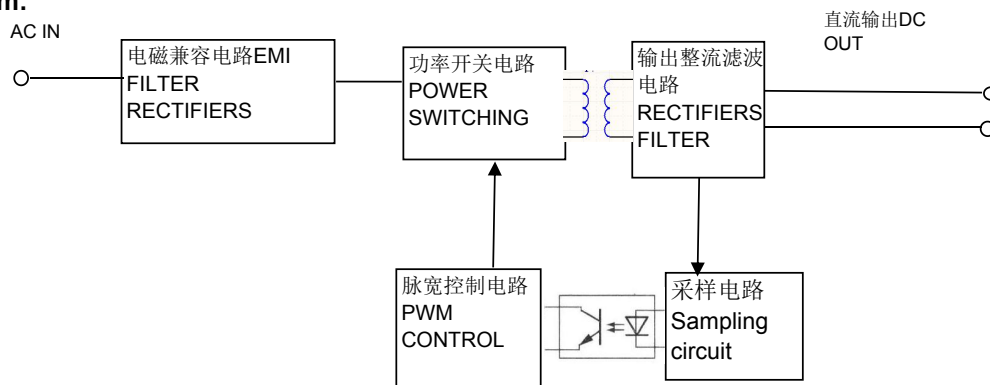 m:
AC IN
直流输出DC
OUT
电磁兼容电路EMI
FILTER
RECTIFIERS
功率开关电路
POWER
SWITCHING
输出整流滤波
电路
RECTIFIERS
FILTER
脉宽控制电路
PWM
CONTROL
采样电路
Sampling
circuit